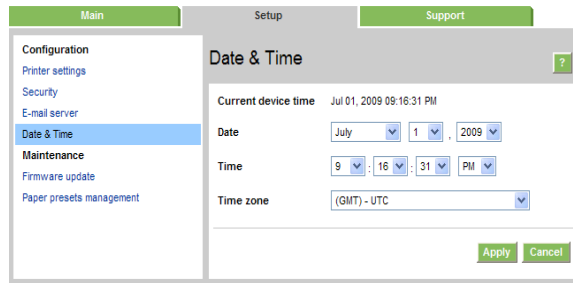 Main Setup Support
Configuration
Printer settings
Security
E-mail server
Date & Time
Maintenance
Firmware update
Paper presets management
Date & Time
?
Current device time Jul 01, 2009 09:16:31 PM
Date July 1 , 2009
Time 9 : 16 : 31 PM
Time zone (GMT) - UTC
Apply Cancel